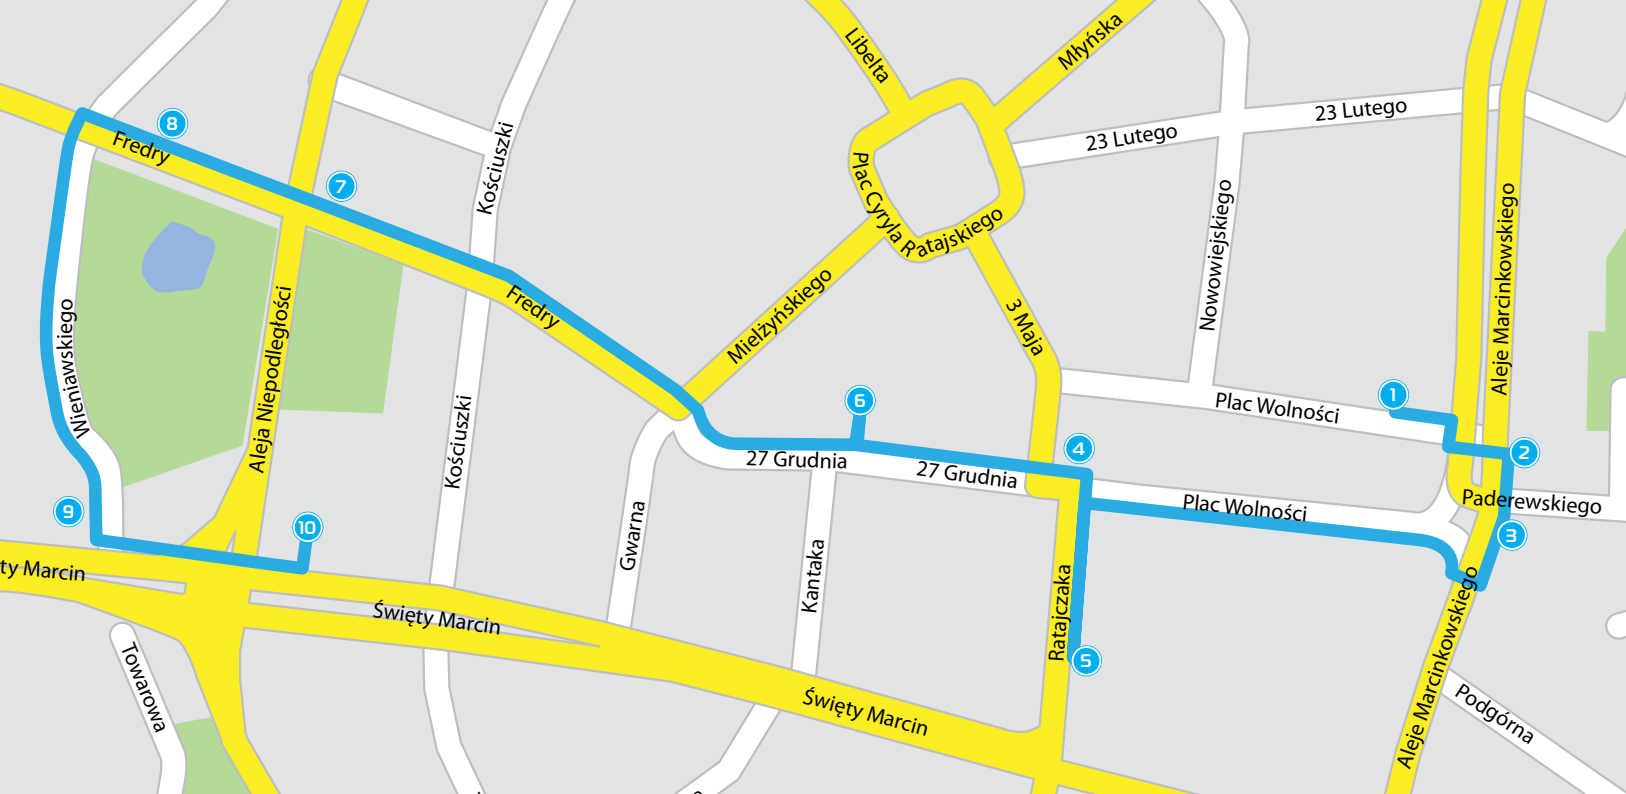 Libelta
Młyńska
23 Lutego
23 Lutego
8
Fredry
7
Kościuszki
Plac Cyryla Ratajskiego
Nowowiejskiego
Aleje Marcinkowskiego
Wieniawskiego
Aleja Niepodległości
Fredry
Mielżyńskiego
3 Maja
Kościuszki
6
1
Plac Wolności
4
2
27 Grudnia
27 Grudnia
Plac Wolności
Paderewskiego
9
10
Gwarna
Kantaka
3
ty Marcin
Święty Marcin
Ratajczaka
5
Towarowa
Święty Marcin
Aleje Marcinkowskiego
Podgórna